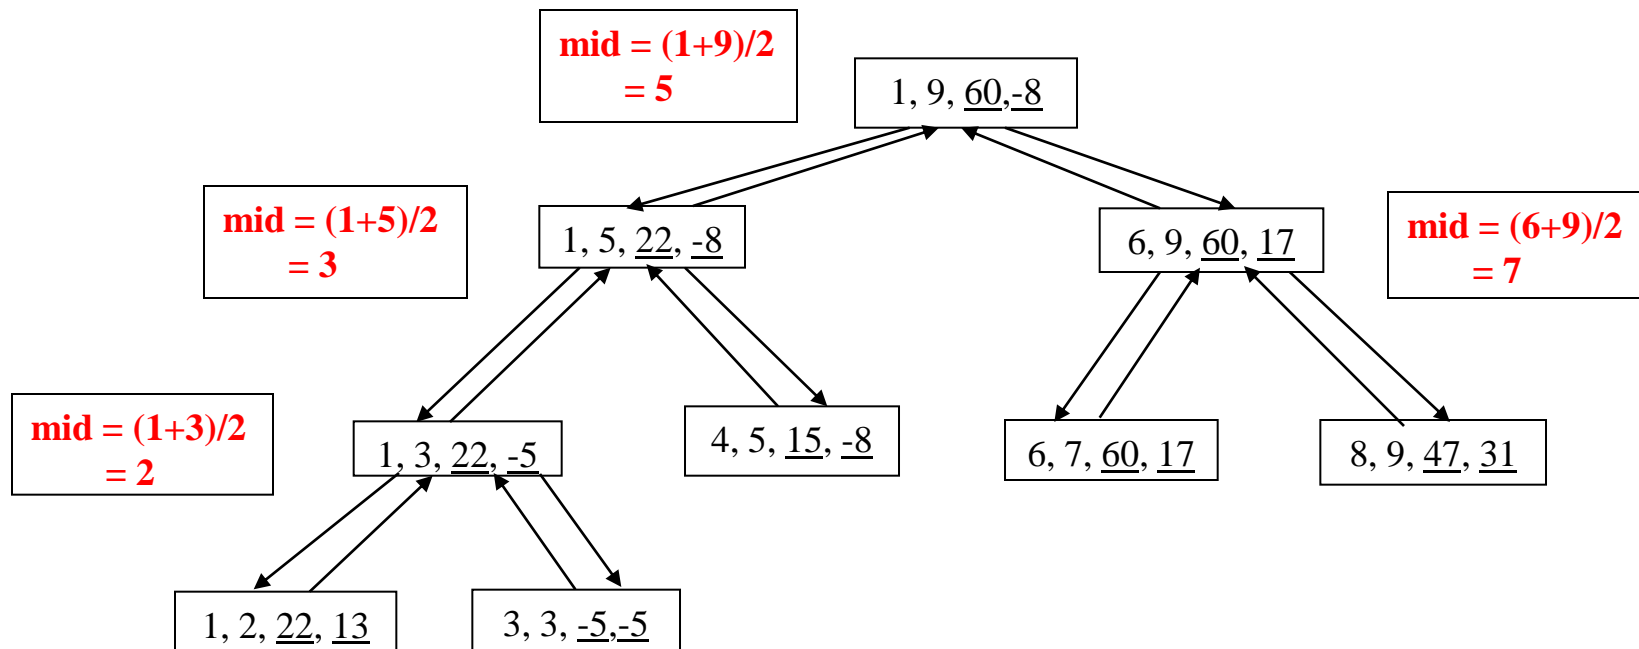 mid = (1+9)/2
= 5
1, 9, 60,-8
mid = (1+5)/2
= 3
1, 5, 22, -8
6, 9, 60, 17
mid = (6+9)/2
= 7
mid = (1+3)/2
= 2
1, 3, 22, -5
4, 5, 15, -8
6, 7, 60, 17
8, 9, 47, 31
1, 2, 22, 13
3, 3, -5,-5